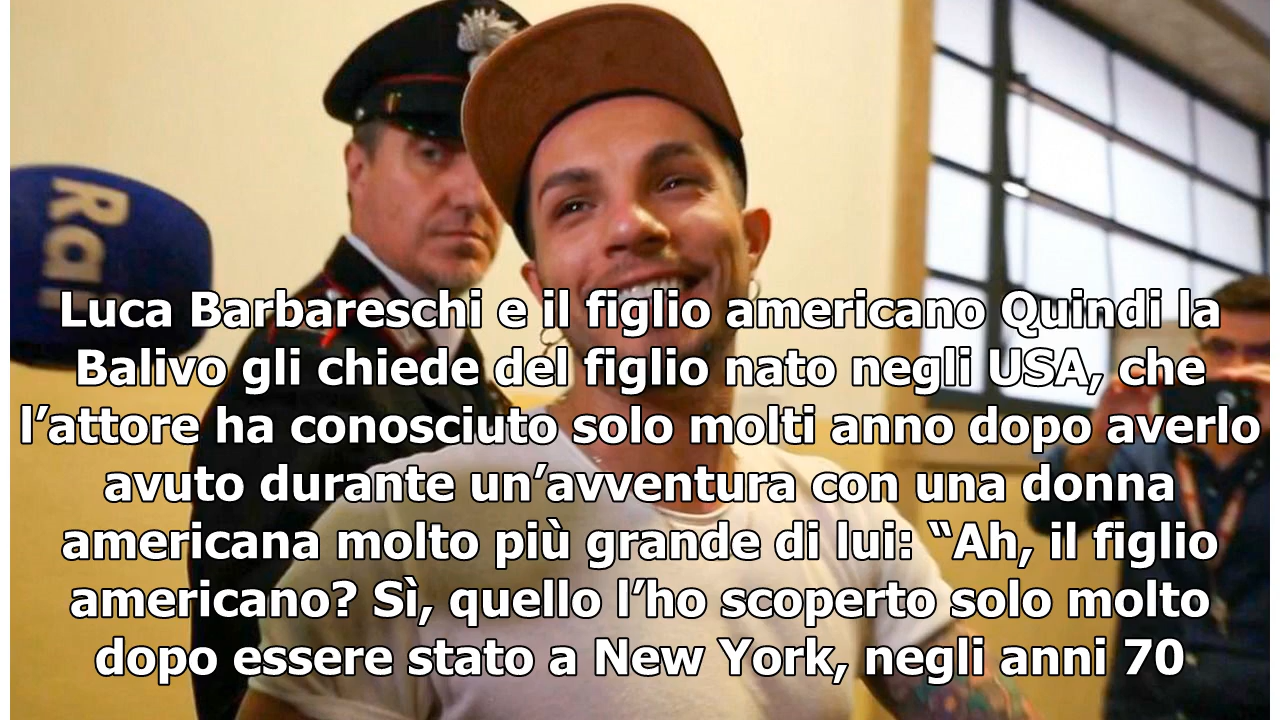 Rai
Luca Barbareschi e il figlio americano Quindi la
Balivo gli chiede del figlio nato negli USA, che
l’attore ha conosciuto solo molti anno dopo averlo
avuto durante un’avventura con una donna
americana molto più grande di lui: “Ah, il figlio
americano? Sì, quello l’ho scoperto solo molto
dopo essere stato a New York, negli anni 70